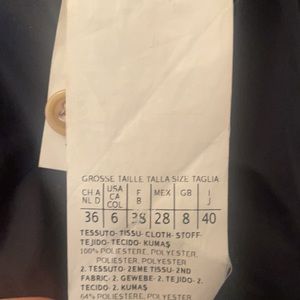 GROSSE TAILLE TALLA SIZE TAGLIA
CH A NL D USA CA COL F B MEX GB I J
36 6 38 28 8 40
TESSUTO-TISSU-CLOTH-STOFF-
TEJIDO-TECIDO-KUMAŞ
100% POLIESTERE, POLYESTER,
POLIESTER, POLYESTER
2. TESSUTO-2EME TISSU-2ND
FABRIC-2. GEWEBE-2. TEJIDO-2.
TECIDO-2. KUMAŞ
64% POLIESTERE, POLYESTER,